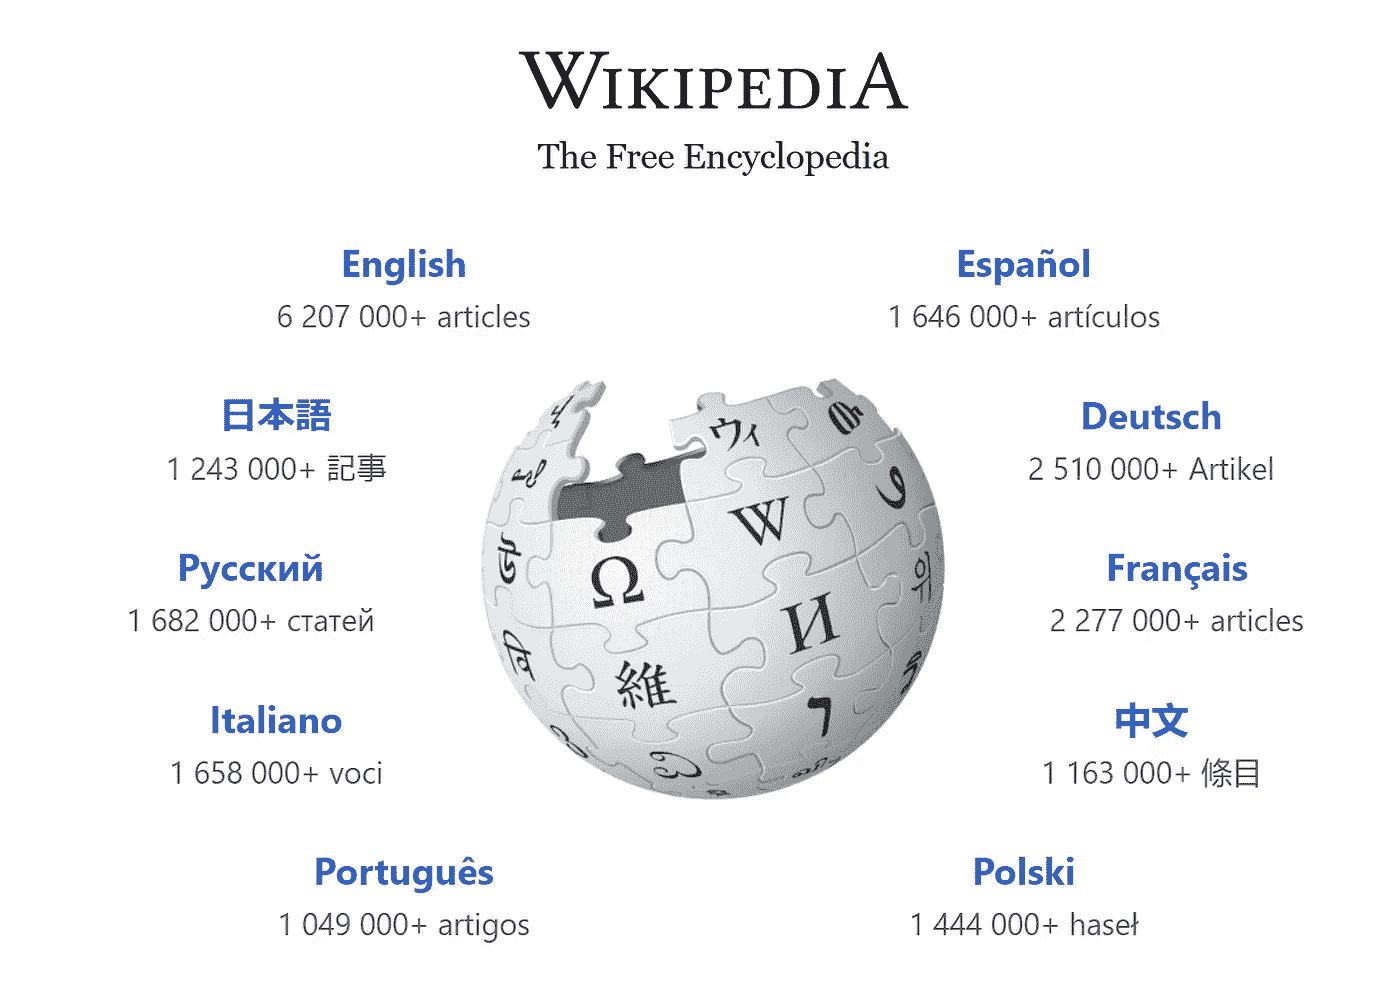 WIKIPEDIA
The Free Encyclopedia
English
6 207 000+ articles
Español
1 646 000+ artículos
日本語
1 243 000+ 記事
Deutsch
2 510 000+ Artikel
Русский
1 682 000+ статей
Français
2 277 000+ articles
Italiano
1 658 000+ voci
中文
1 163 000+ 條目
Português
1 049 000+ artigos
Polski
1 444 000+ haseł
ウィ
W
Ω
И
維